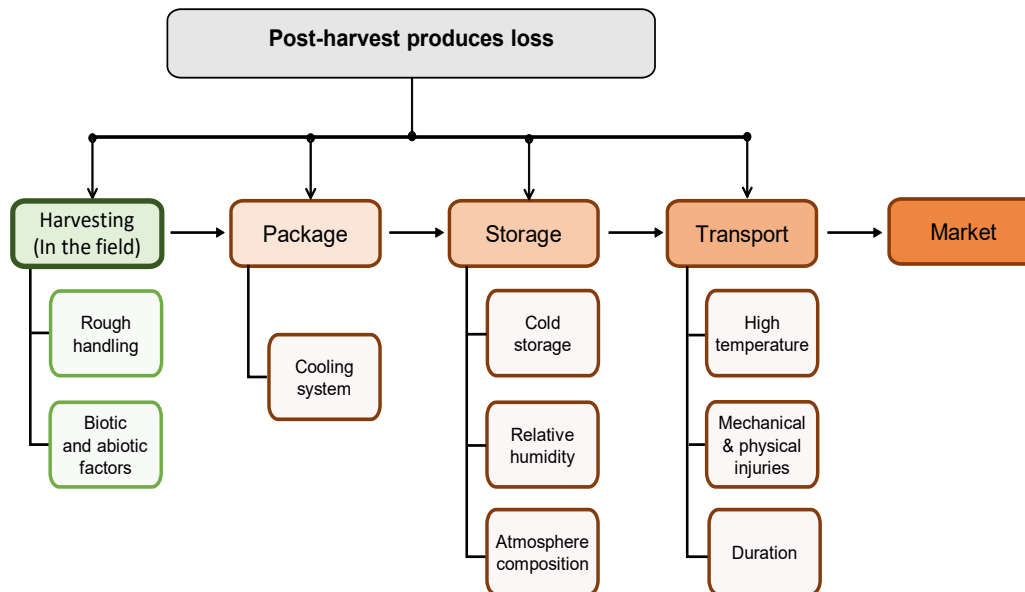 Post-harvest produces loss
Harvesting
(In the field)
Package
Storage
Transport
Market
Rough
handling
Biotic
and abiotic
factors
Cooling
system
Cold
storage
Relative
humidity
Atmosphere
composition
High
temperature
Mechanical
& physical
injuries
Duration